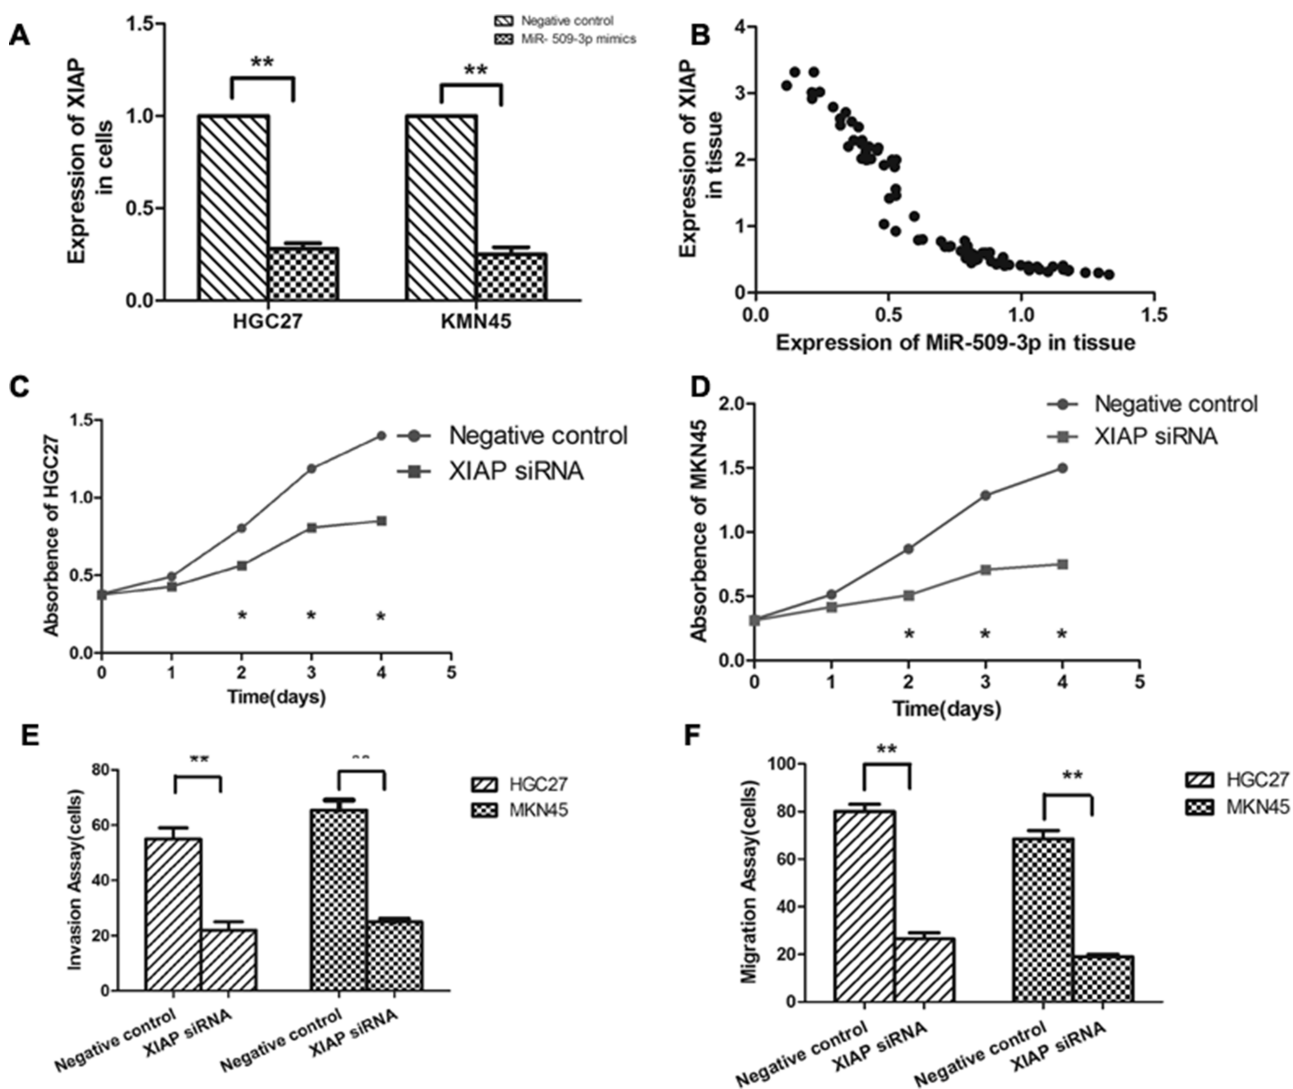 A
Expression of XIAP
in cells
1.5
1.0
0.5
0.0
**
**
Negative control
MiR- 509-3p mimics
HGC27
KMN45
B
Expression of XIAP
in tissue
4
3
2
1
0
0.0
0.5
1.0
1.5
Expression of MiR-509-3p in tissue
C
Absorbence of HGC27
1.5
1.0
0.5
0.0
Negative control
XIAP siRNA
* * *
0 1 2 3 4 5
Time(days)
D
Absorbence of MKN45
2.0
1.5
1.0
0.5
0.0
Negative control
XIAP siRNA
* * *
0 1 2 3 4 5
Time(days)
E
Invasion Assay(cells)
80
60
40
20
0
**
HGC27
MKN45
Negative control
XIAP siRNA
Negative control
XIAP siRNA
F
Migration Assay(cells)
100
80
60
40
20
0
**
**
HGC27
MKN45
Negative control
XIAP siRNA
Negative control
XIAP siRNA